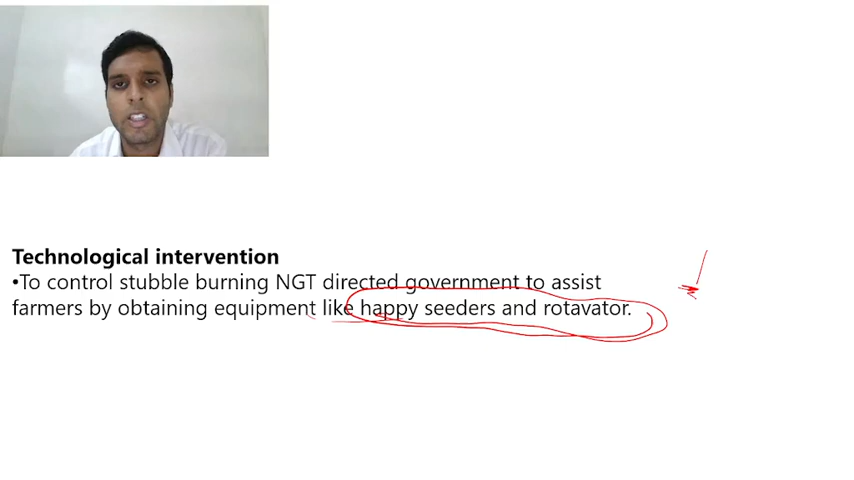 Technological intervention
•To control stubble burning NGT directed government to assist
farmers by obtaining equipment like happy seeders and rotavator.